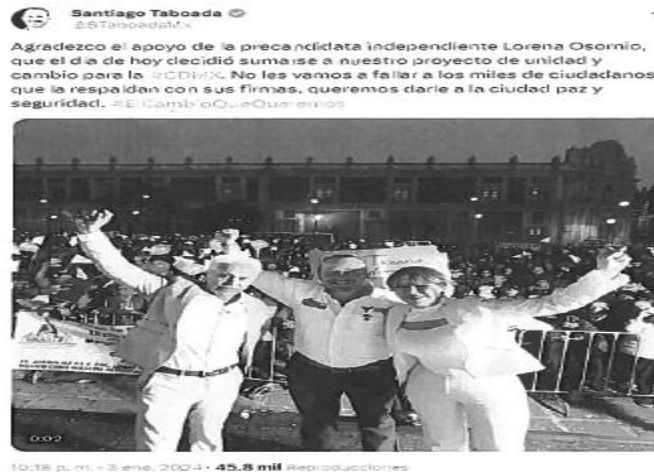 Santiago Taboada
@STaboadaMx
Agradezco el apoyo de la precandidata independiente Lorena Osornio,
que el día de hoy decidió sumarse a nuestro proyecto de unidad y
cambio para la #CDMX. No les vamos a fallar a los miles de ciudadanos
que la respaldan con sus firmas, queremos darle a la ciudad paz y
seguridad. #ElCambioQueQueremos
0:02
10:18 p. m. · 3 ene. 2024 · 45.8 mil Reproducciones